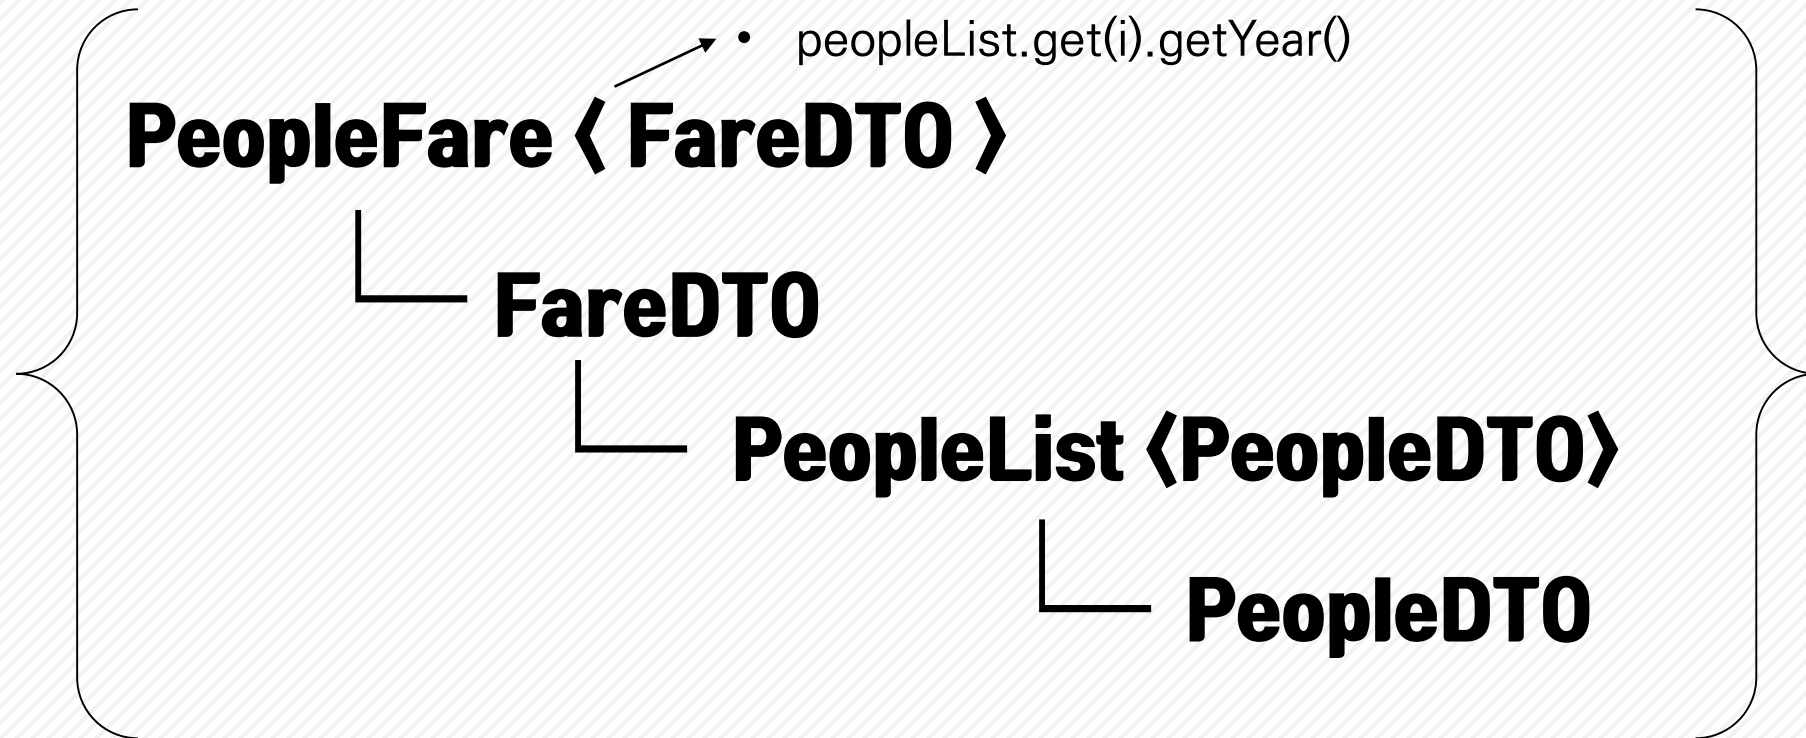 • peopleList.get(i).getYear()
PeopleFare〈 FareDTO 〉
FareDTO
PeopleList〈PeopleDTO〉
PeopleDTO